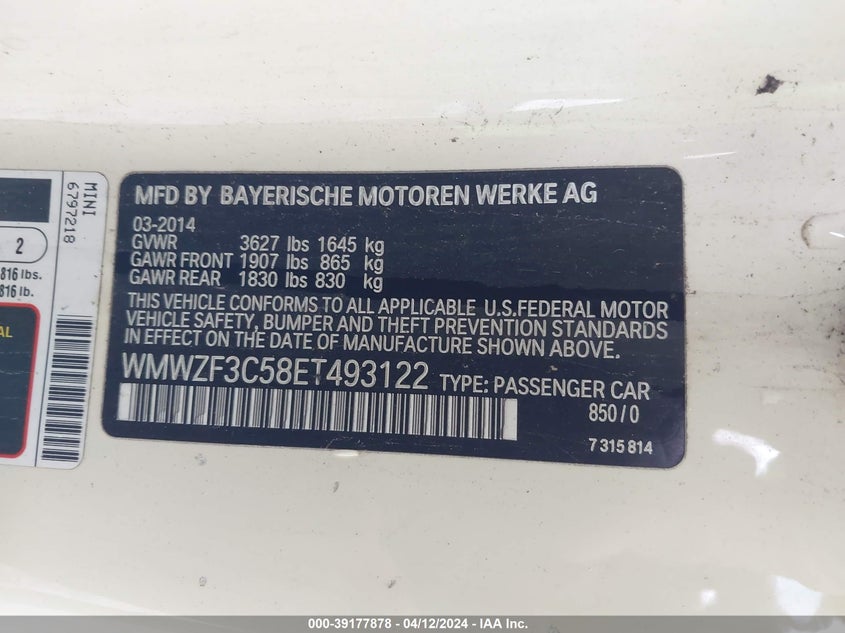 MINI
6797218
2
816 lbs.
816 lb.
AL
MFD BY BAYERISCHE MOTOREN WERKE AG
03-2014
GVWR 3627 lbs 1645 kg
GAWR FRONT 1907 lbs 865 kg
GAWR REAR 1830 lbs 830 kg
THIS VEHICLE CONFORMS TO ALL APPLICABLE U.S.FEDERAL MOTOR
VEHICLE SAFETY, BUMPER AND THEFT PREVENTION STANDARDS
IN EFFECT ON THE DATE OF MANUFACTURE SHOWN ABOVE.
WMWZF3C58ET493122 TYPE: PASSENGER CAR
850/0
7 315 814
000-39177878 - 04/12/2024 - IAA Inc.